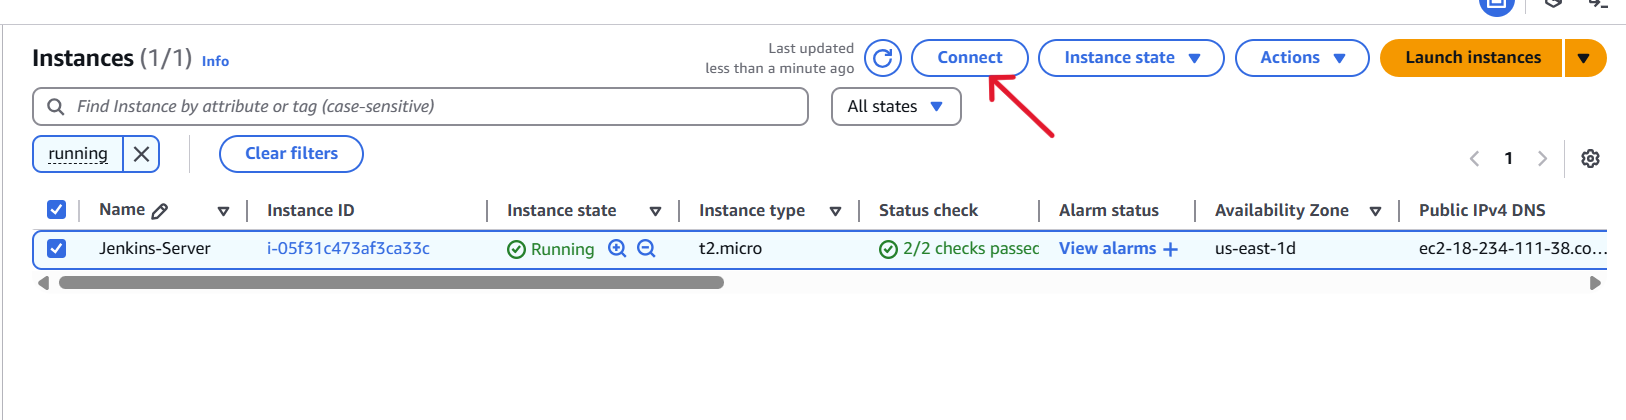 Instances (1/1) Info
Last updated
less than a minute ago
Connect
Instance state
Actions
Launch instances
Find Instance by attribute or tag (case-sensitive)
All states
running
Clear filters
1
Name Instance ID Instance state Instance type Status check Alarm status Availability Zone Public IPv4 DNS
Jenkins-Server i-05f31c473af3ca33c Running t2.micro 2/2 checks passec View alarms + us-east-1d ec2-18-234-111-38.co...